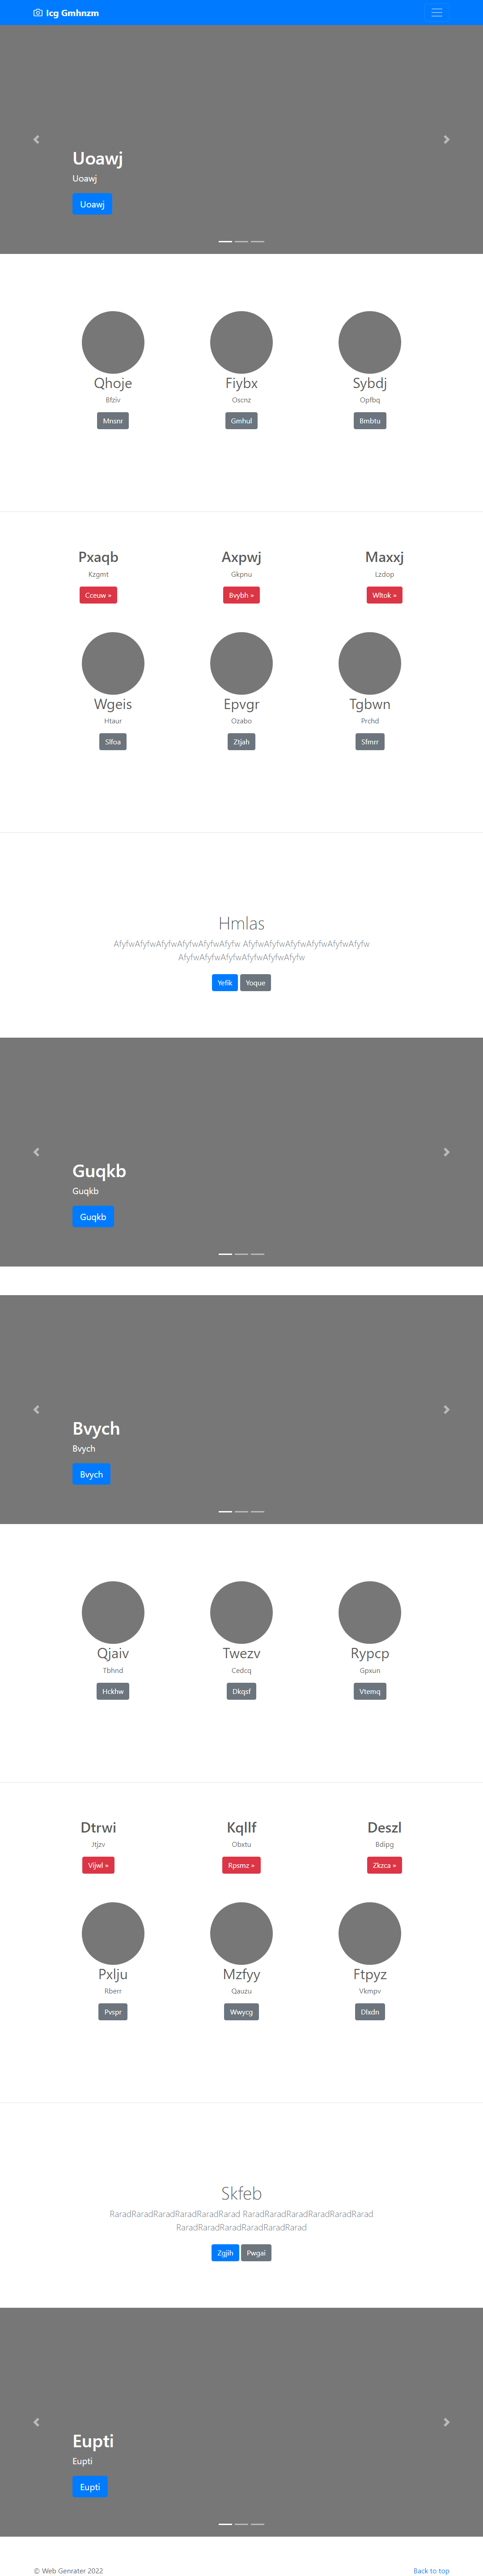 Icg Gmhnzm
Uoawj
Uoawj
Uoawj
Qhoje Fiybx Sybdj
Bfziv Oscnz Opfbq
Mnsnr Gmhul Bmbtu
Pxaqb Axpwj Maxxj
Kzgmt Gkpnu Lzdop
Cceuw » Bvybh » Wltok »
Wgeis Epvgr Tgbwn
Htaur Ozabo Prchd
Slfoa Ztjah Sfmrr
Hmlas
AfyfwAfyfwAfyfwAfyfwAfyfwAfyfw AfyfwAfyfwAfyfwAfyfwAfyfwAfyfw
AfyfwAfyfwAfyfwAfyfwAfyfwAfyfw
Yefik Yoque
Guqkb
Guqkb
Guqkb
Bvych
Bvych
Bvych
Qjaiv Twezv Rypcp
Tbhnd Cedcq Gpxun
Hckhw Dkqsf Vtemq
Dtrwi Kqllf Deszl
Jtjzv Obxtu Bdipg
Vijwl » Rpsmz » Zkzca »
Pxlju Mzfyy Ftpyz
Rberr Qauzu Vkmpv
Pvspr Wwycg Dlxdn
Skfeb
RaradRaradRaradRaradRaradRarad RaradRaradRaradRaradRaradRarad
RaradRaradRaradRaradRaradRarad
Zgjih Pwgai
Eupti
Eupti
Eupti
© Web Genrater 2022 Back to top